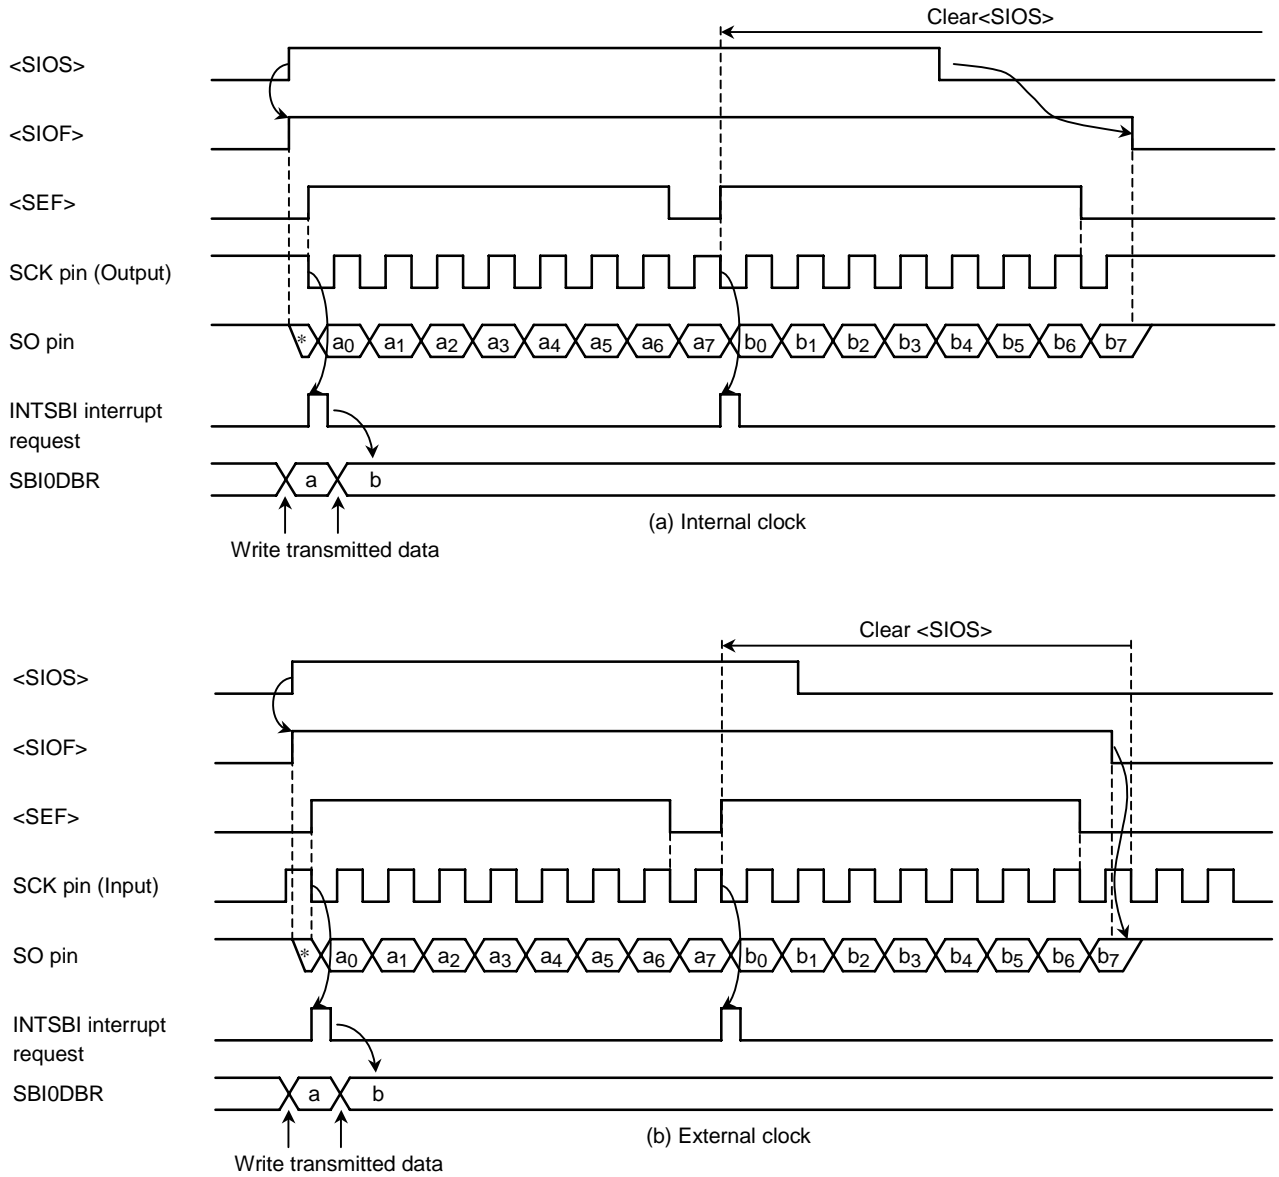 Clear<SIOS>
<SIOS>
<SIOF>
<SEF>
SCK pin (Output)
SO pin
* a0 a1 a2 a3 a4 a5 a6 a7 b0 b1 b2 b3 b4 b5 b6 b7
INTSBI interrupt
request
SBI0DBR
a b
(a) Internal clock
Write transmitted data
Clear <SIOS>
<SIOS>
<SIOF>
<SEF>
SCK pin (Input)
SO pin
* a0 a1 a2 a3 a4 a5 a6 a7 b0 b1 b2 b3 b4 b5 b6 b7
INTSBI interrupt
request
SBI0DBR
a b
(b) External clock
Write transmitted data